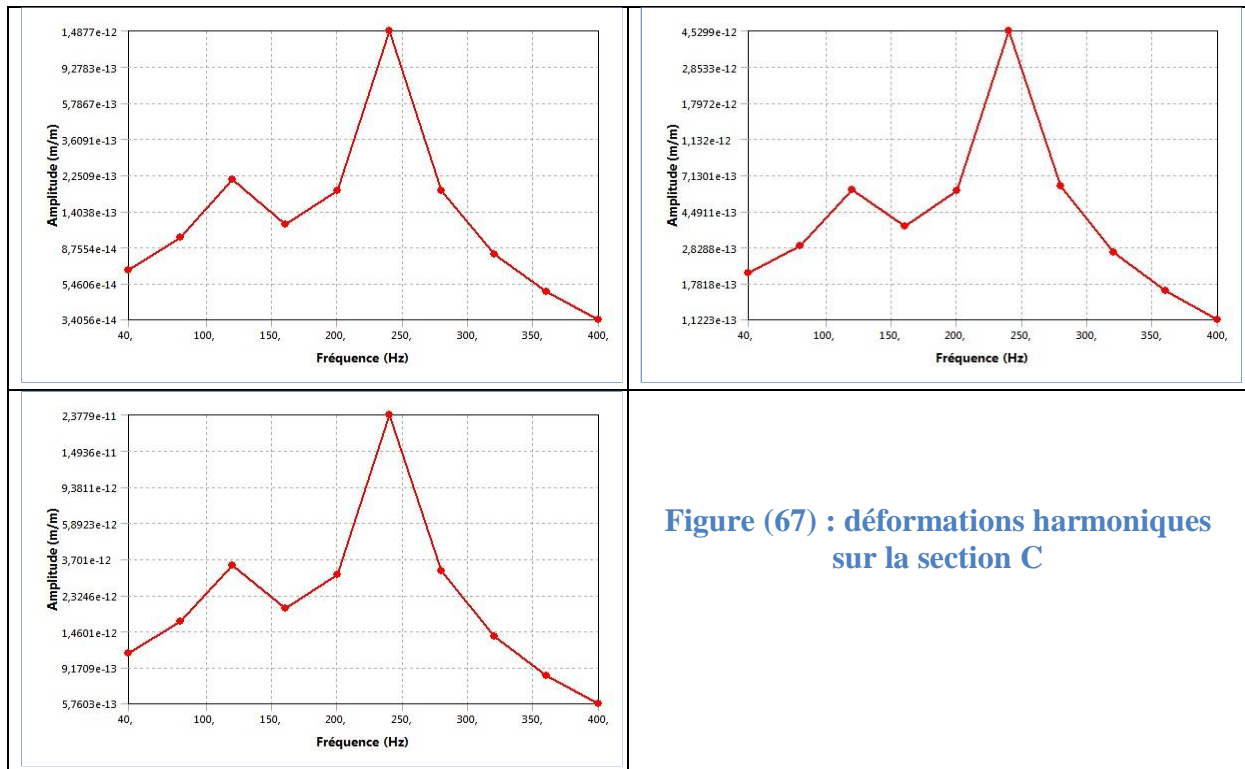 1,4877e-12
9,2783e-13
5,7867e-13
3,6091e-13
2,2509e-13
1,4038e-13
8,7554e-14
5,4606e-14
3,4056e-14
Amplitude (m/m)
40, 100, 150, 200, 250, 300, 350, 400,
Fréquence (Hz)
4,5299e-12
2,8533e-12
1,7972e-12
1,132e-12
7,1301e-13
4,4911e-13
2,8288e-13
1,7818e-13
1,1223e-13
Amplitude (m/m)
40, 100, 150, 200, 250, 300, 350, 400,
Fréquence (Hz)
2,3779e-11
1,4936e-11
9,3811e-12
5,8923e-12
3,701e-12
2,3246e-12
1,4601e-12
9,1709e-13
5,7603e-13
Amplitude (m/m)
40, 100, 150, 200, 250, 300, 350, 400,
Fréquence (Hz)
Figure (67) : déformations harmoniques
sur la section C